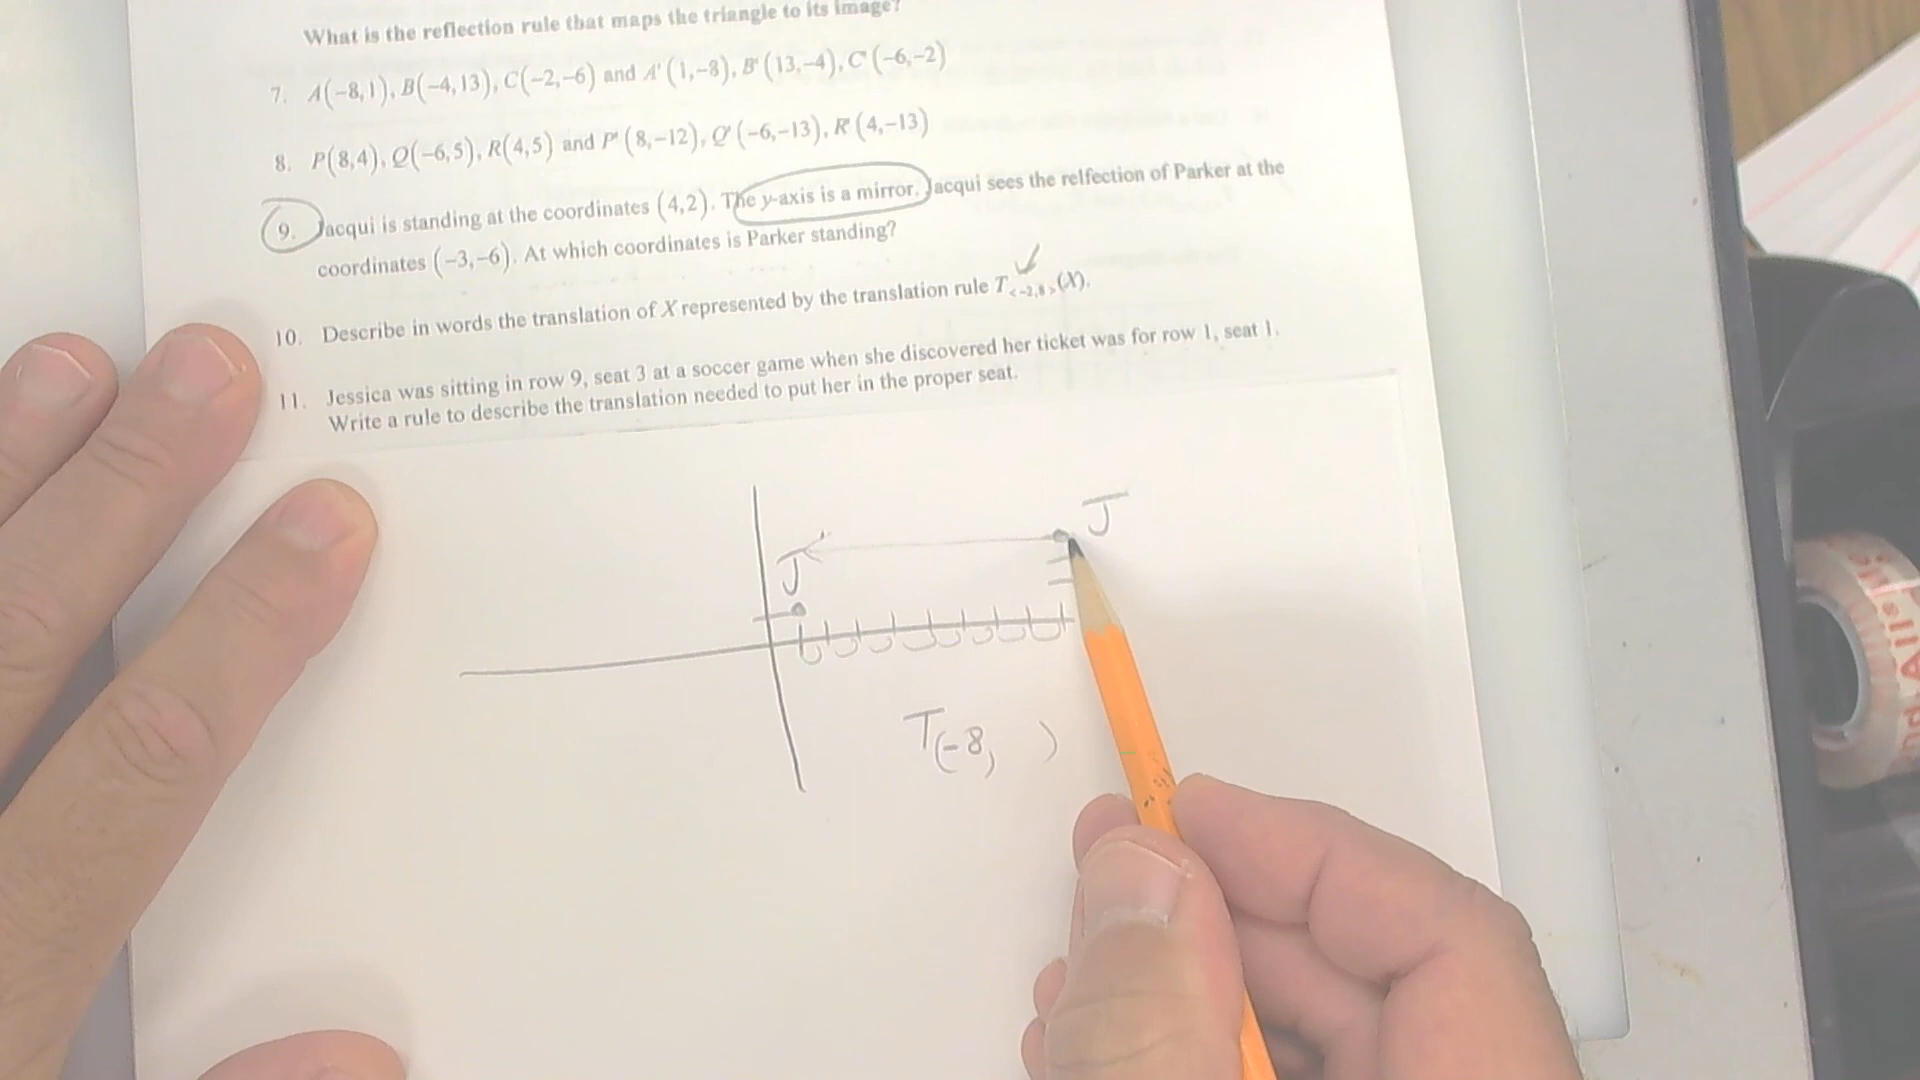 What is the reflection rule that maps the triangle to its image?
7. A(−8,1), B(−4,13), C(−2,−6) and A′(1,−8), B′(13,−4), C′(−6,−2)
8. P(8,4), Q(−6,5), R(4,5) and P′(8,−12), Q′(−6,−13), R′(4,−13)
9. Jacqui is standing at the coordinates (4,2). The y-axis is a mirror. Jacqui sees the relfection of Parker at the
coordinates (−3,−6). At which coordinates is Parker standing?
10. Describe in words the translation of X represented by the translation rule T<−2,8>(X).
11. Jessica was sitting in row 9, seat 3 at a soccer game when she discovered her ticket was for row 1, seat 1.
Write a rule to describe the translation needed to put her in the proper seat.
J
J
T(−8, )